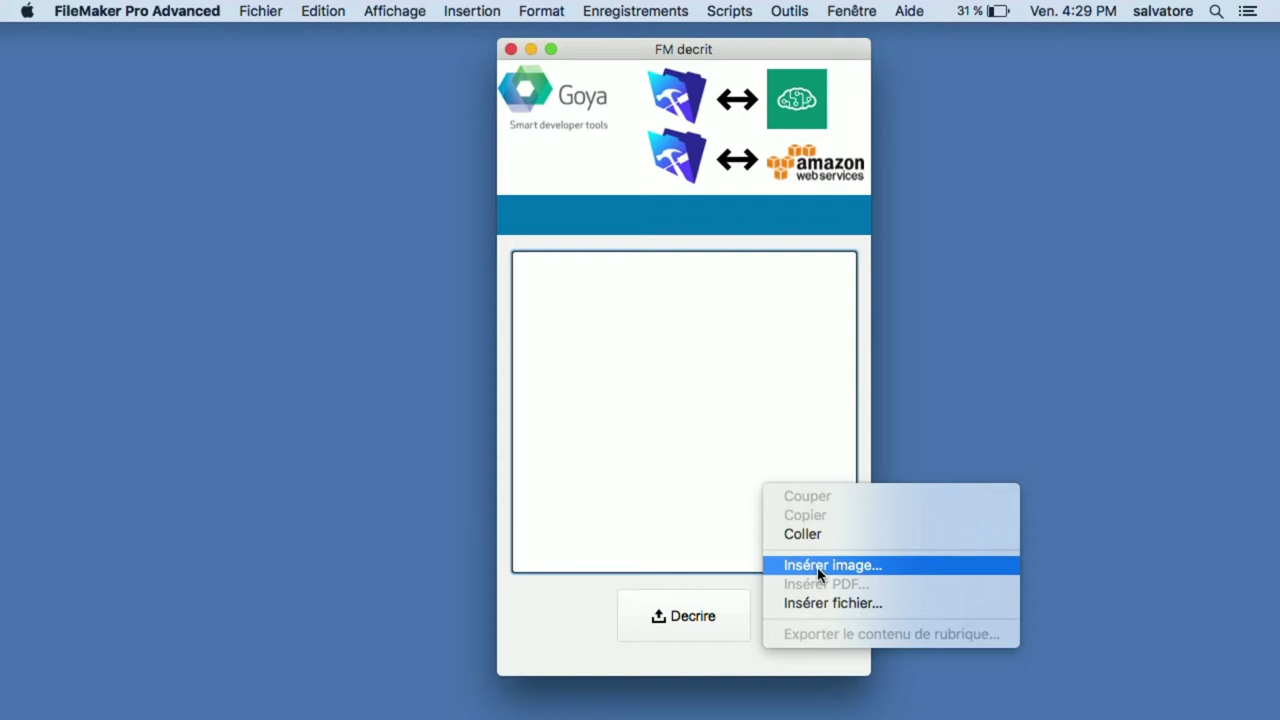 FileMaker Pro Advanced Fichier Edition Affichage Insertion Format Enregistrements Scripts Outils Fenêtre Aide 31 % Ven. 4:29 PM salvatore
FM decrit
Goya
Smart developer tools
amazon
webservices
Couper
Copier
Coller
Insérer image...
Insérer PDF...
Insérer fichier...
Exporter le contenu de rubrique...
Decrire